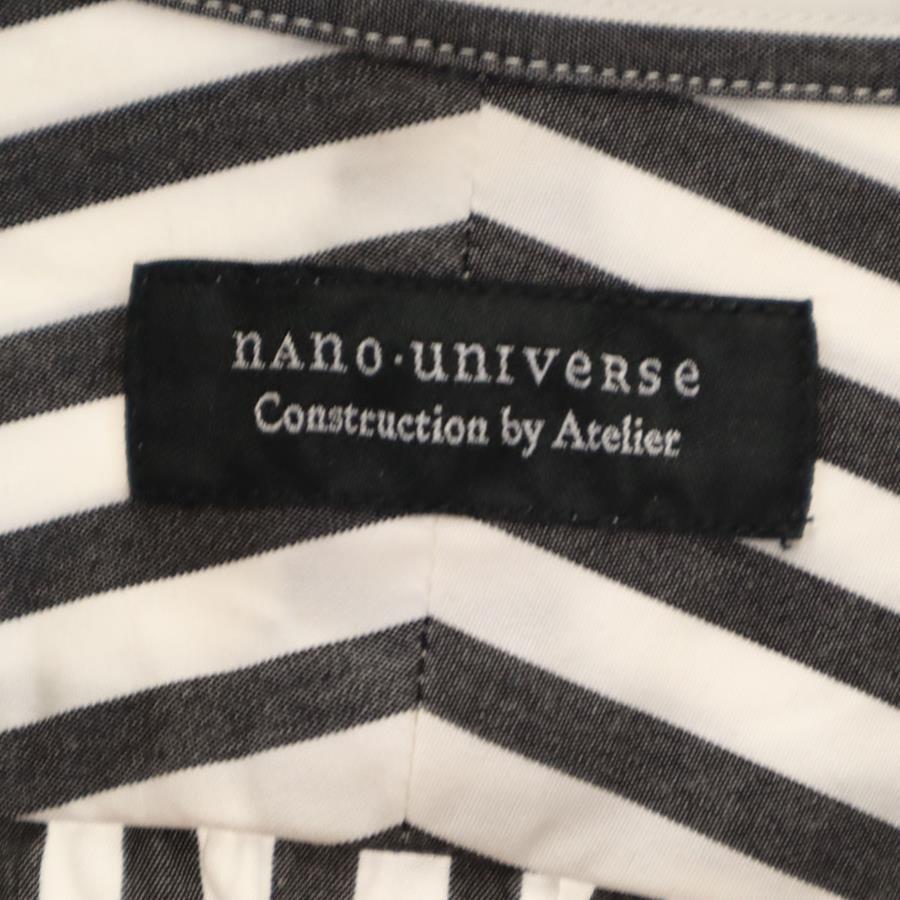 nano·universe
Construction by Atelier